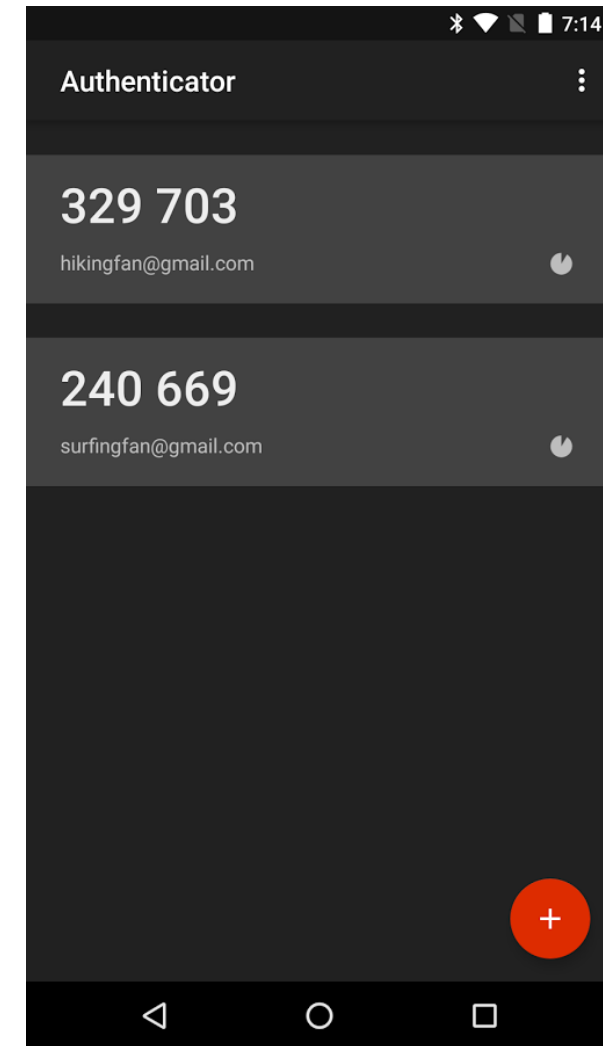 7:14
Authenticator
329 703
hikingfan@gmail.com
240 669
surfingfan@gmail.com
+